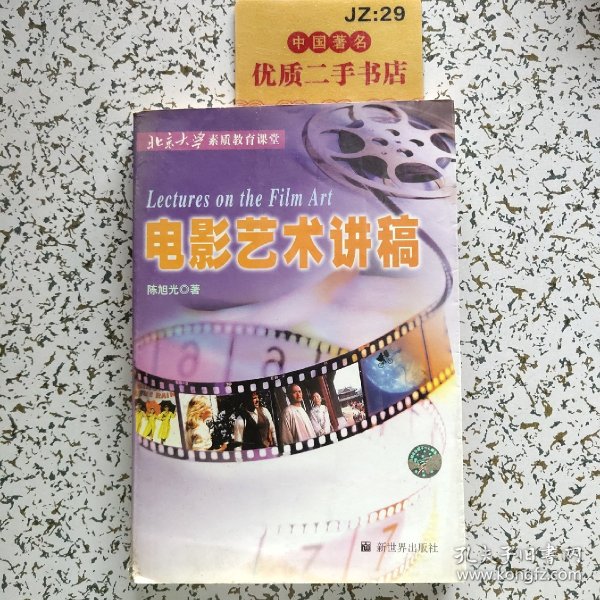 JZ:29
中国著名
优质二手书店
北京大学素质教育课堂
Lectures on the Film Art
电影艺术讲稿
陈旭光◎著
新世界出版社
孔夫子旧书网
www.kongfz.com